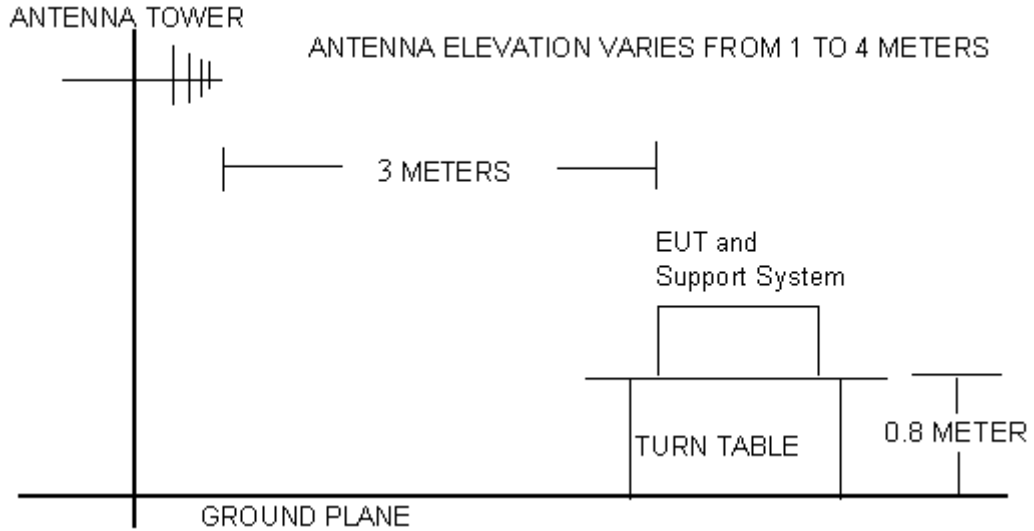 ANTENNA TOWER
ANTENNA ELEVATION VARIES FROM 1 TO 4 METERS
3 METERS
EUT and
Support System
TURN TABLE
0.8 METER
GROUND PLANE